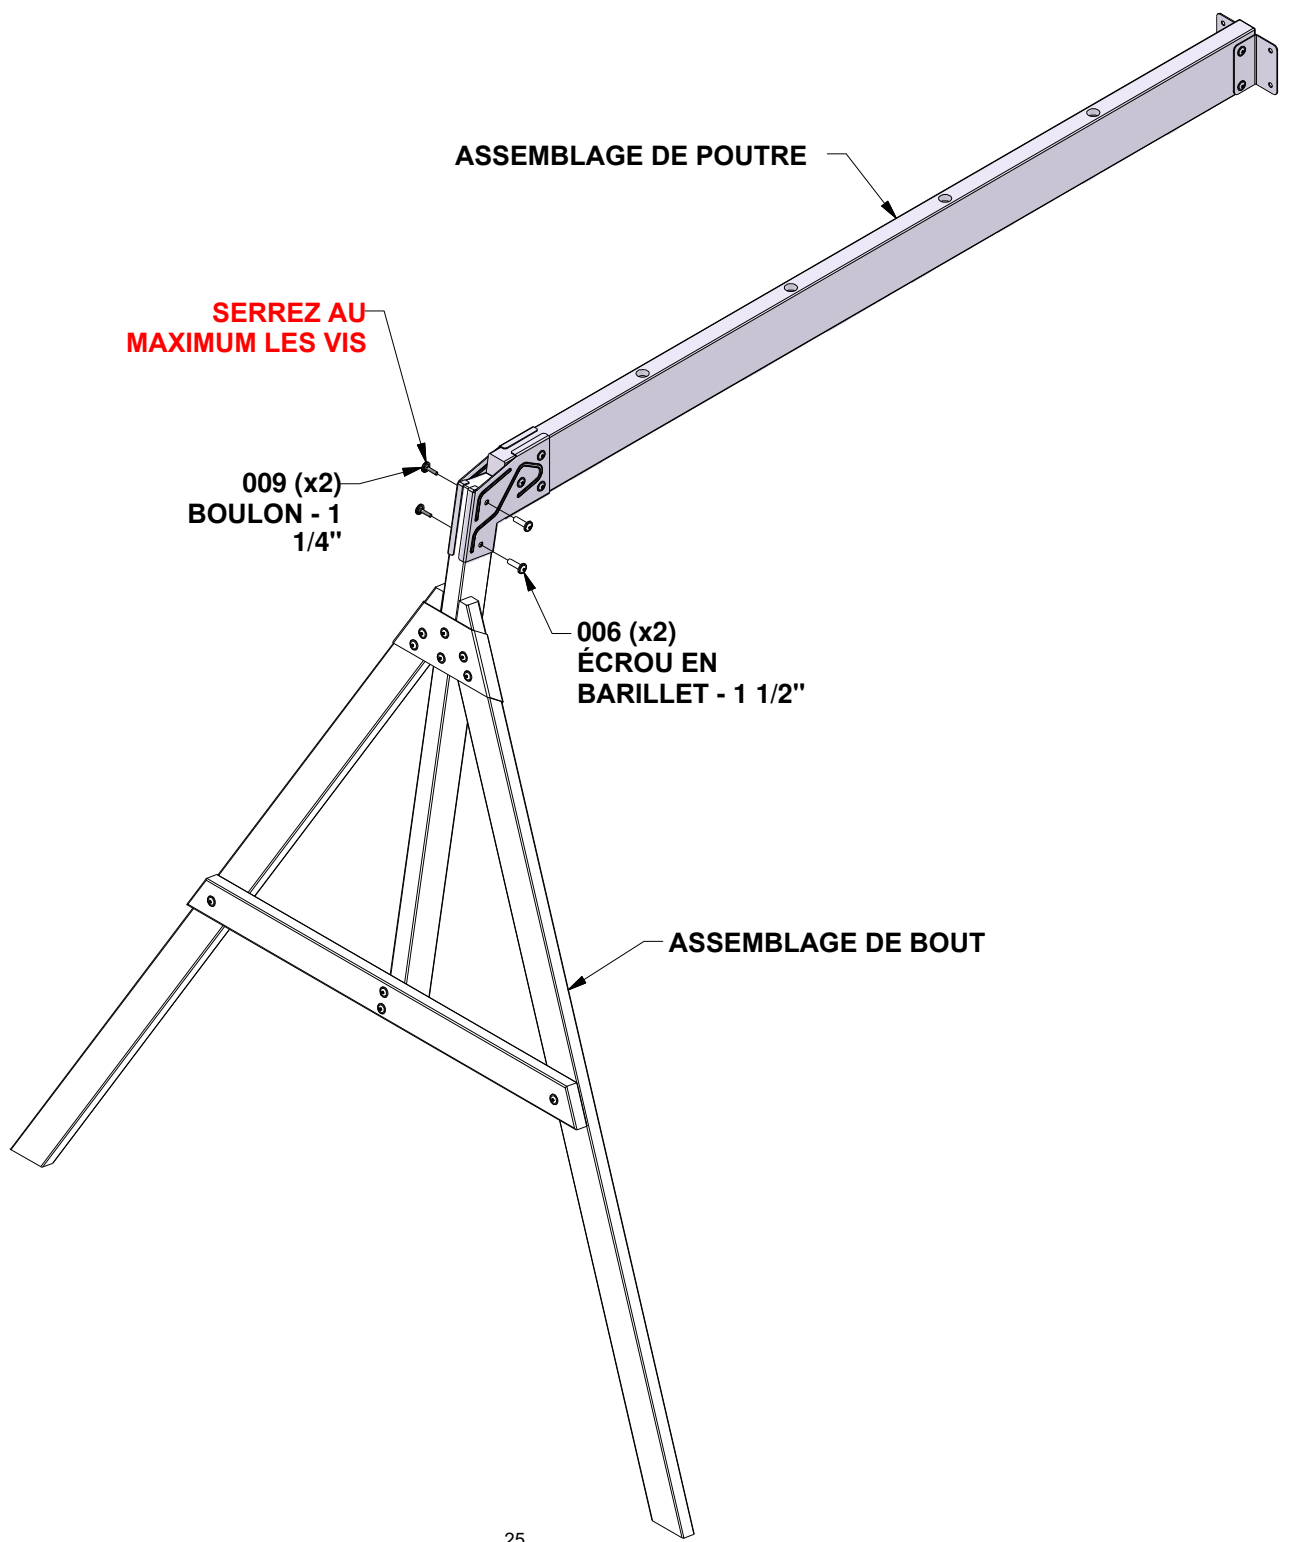 ASSEMBLAGE DE POUTRE
SERREZ AU
MAXIMUM LES VIS
009 (x2)
BOULON - 1
1/4"
006 (x2)
ÉCROU EN
BARILLET - 1 1/2"
ASSEMBLAGE DE BOUT
25